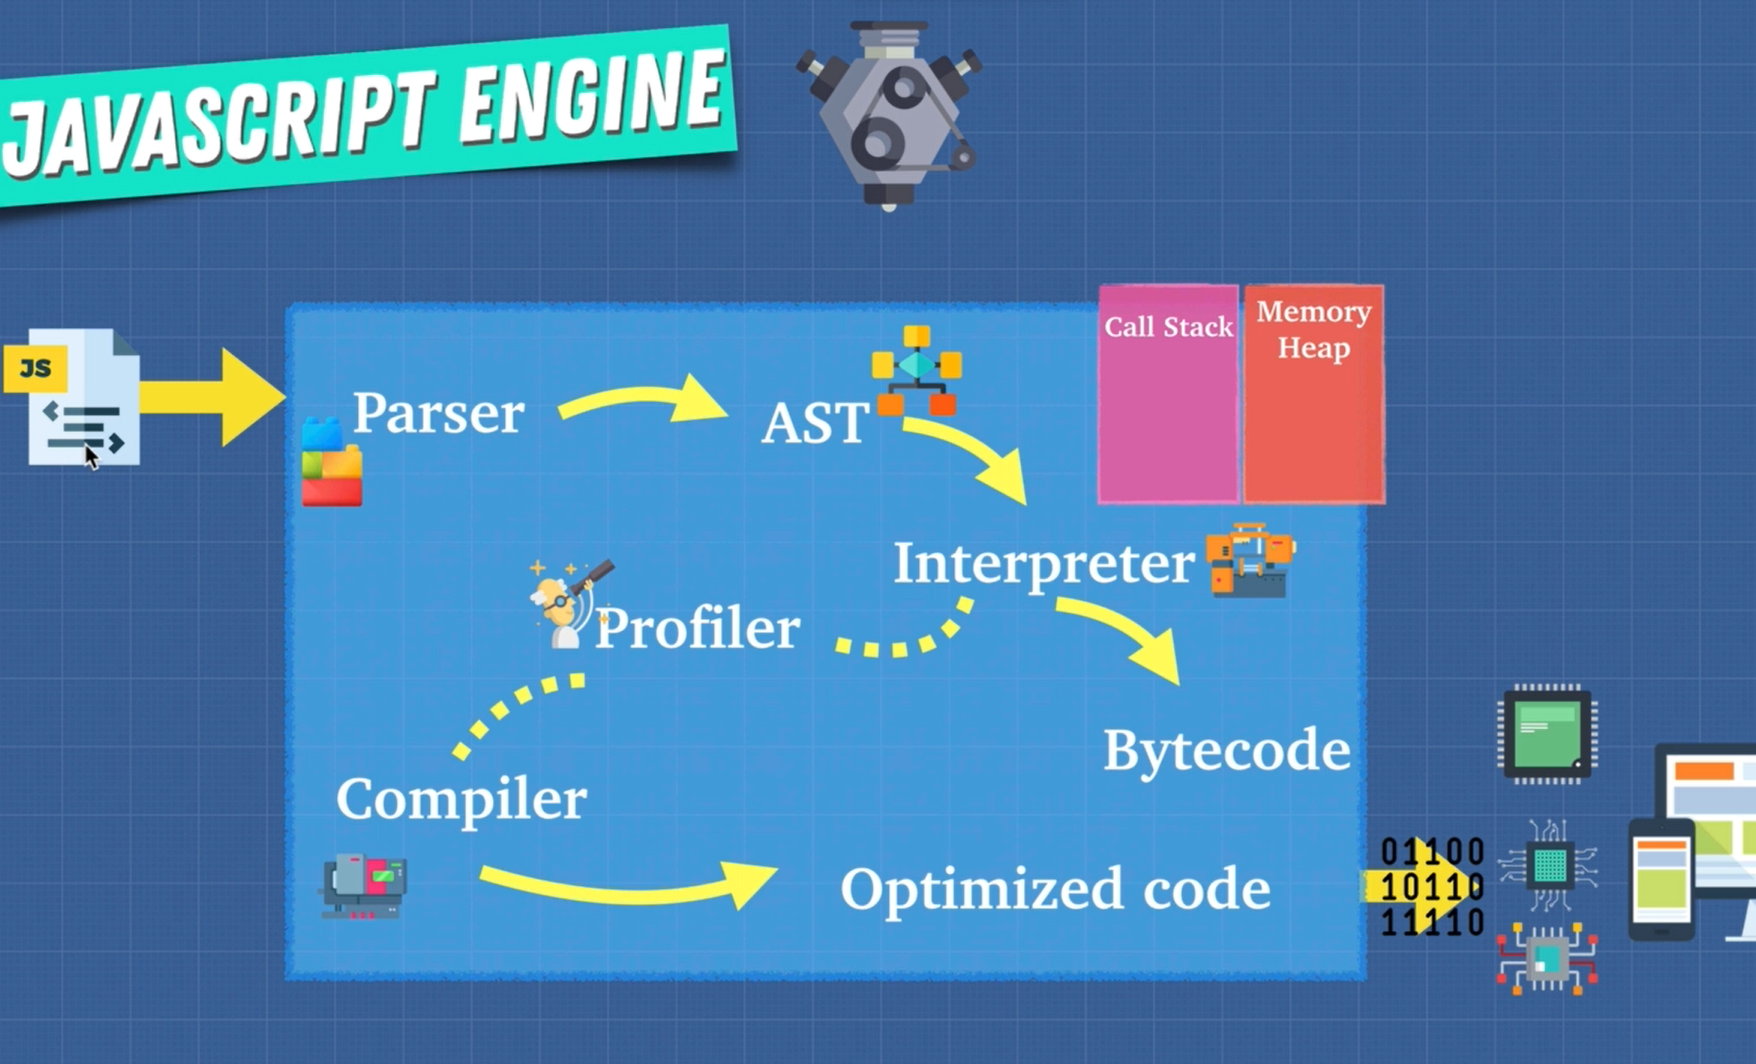 JAVASCRIPT ENGINE
JS
Parser
AST
Call Stack
Memory
Heap
Interpreter
Profiler
Bytecode
Compiler
Optimized code
01100
10110
11110